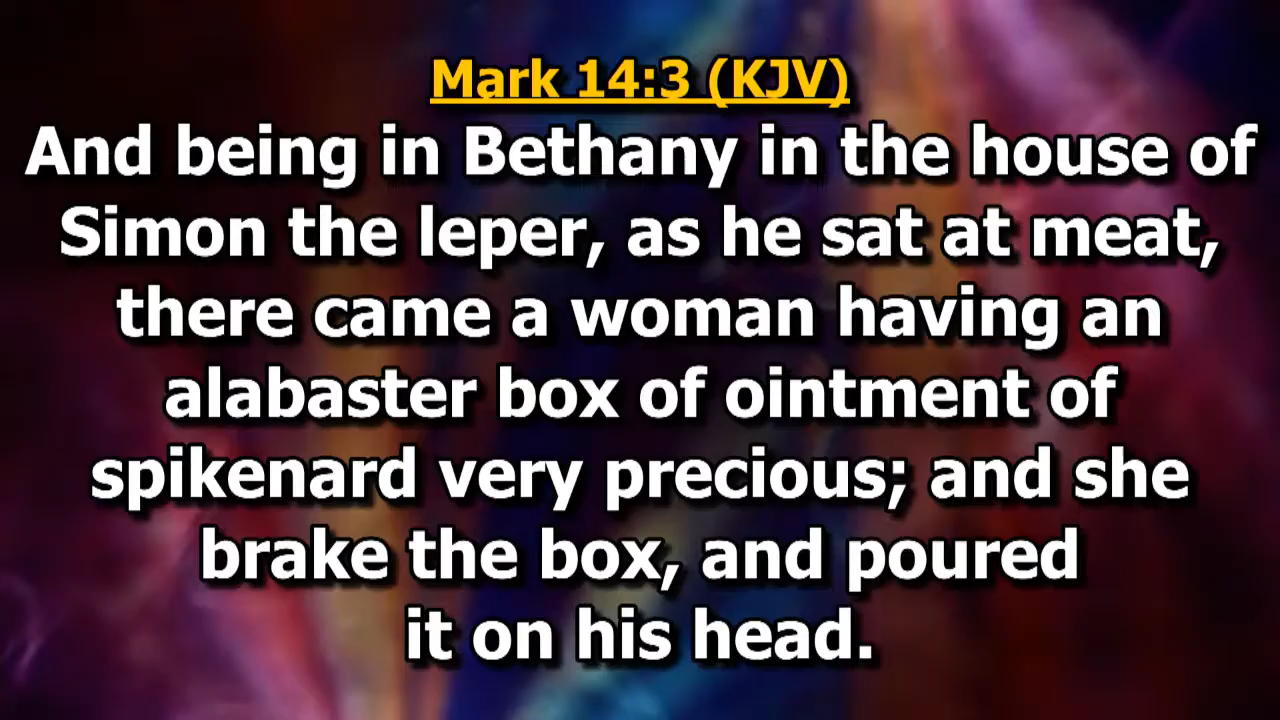 Mark 14:3 (KJV)
And being in Bethany in the house of
Simon the leper, as he sat at meat,
there came a woman having an
alabaster box of ointment of
spikenard very precious; and she
brake the box, and poured
it on his head.